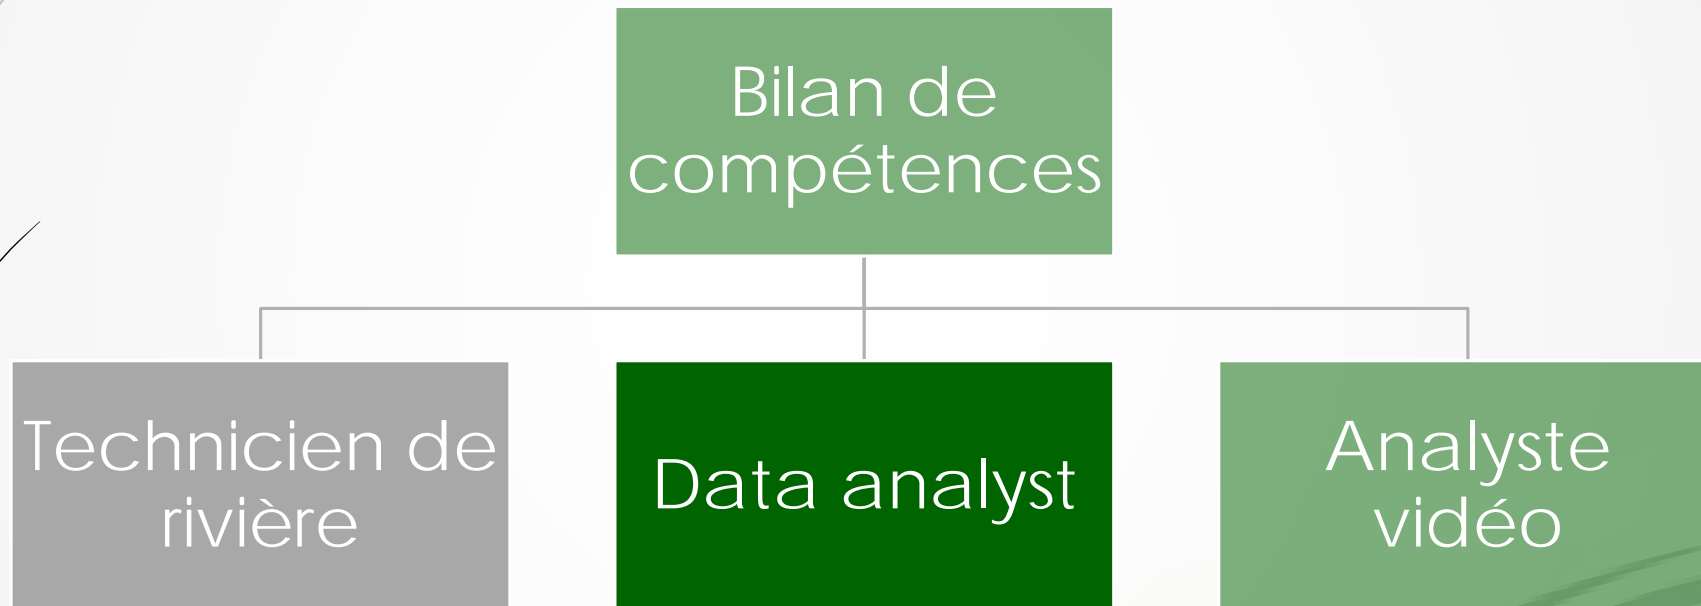 Bilan de
compétences
Technicien de
rivière
Data analyst
Analyste
vidéo